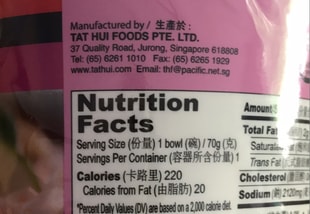 Manufactured by / 生產於 :
TAT HUI FOODS PTE. LTD.
37 Quality Road, Jurong, Singapore 618808
Tel: (65) 6261 1010 Fax: (65) 6265 1929
www.tathui.com Email: thf@pacific.net.sg
Nutrition
Facts
Serving Size (份量) 1 bowl (碗) / 70g (克)
Servings Per Container (容器所含份量) 1
Calories (卡路里) 220
Calories from Fat (由脂肪) 20
*Percent Daily Values (DV) are based on a 2,000 calorie diet.
Amount/
Total Fat
Saturate
Trans Fat
Cholesterol
Sodium (鈉) 2120mg